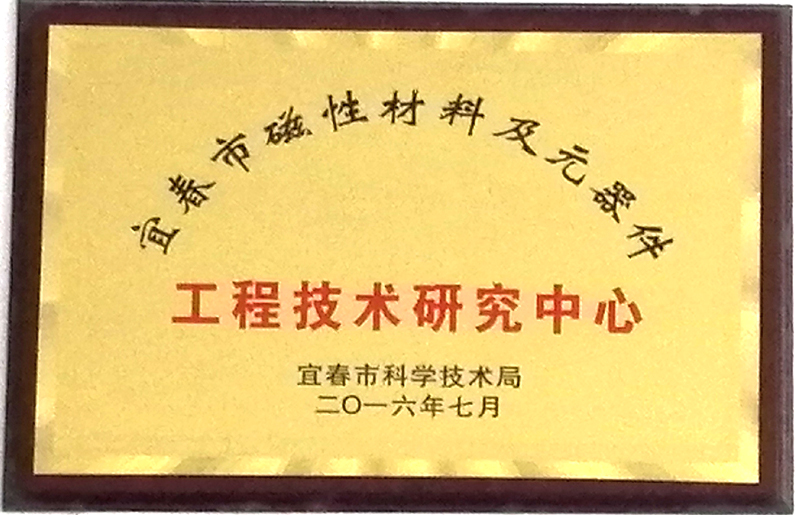 宜春市磁性材料及元器件
工程技术研究中心
宜春市科学技术局
二〇一六年七月